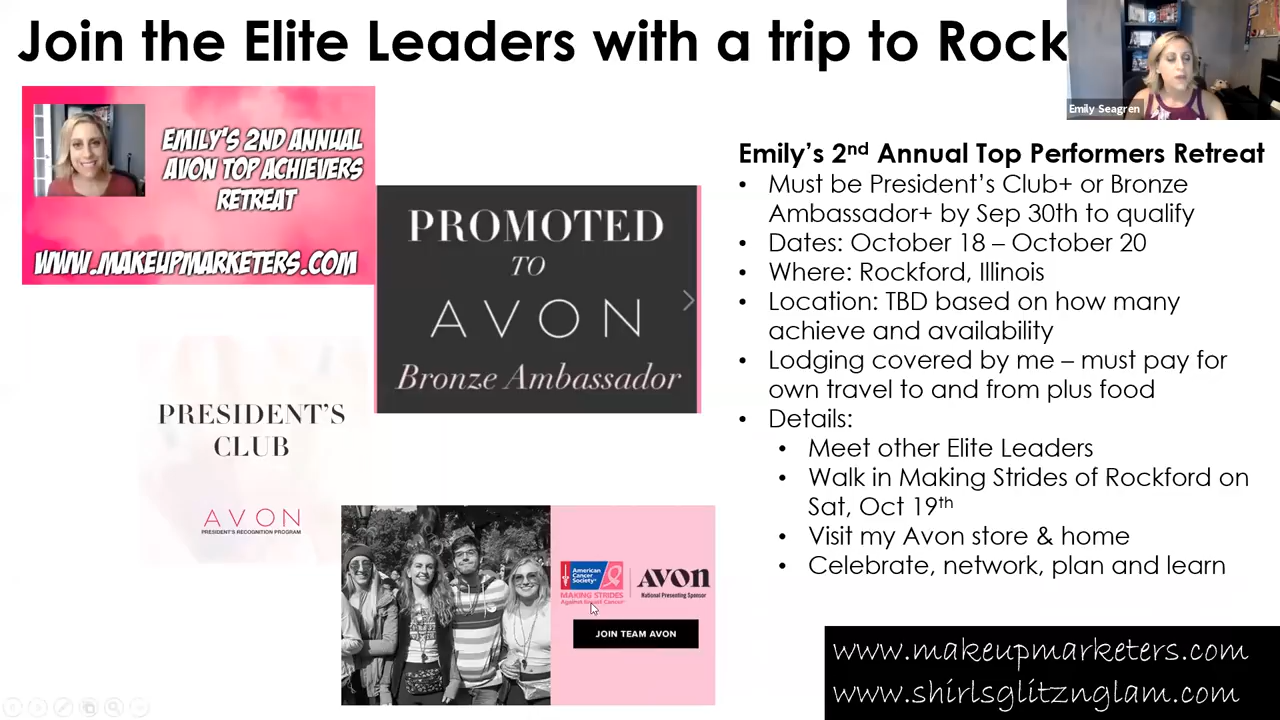 Join the Elite Leaders with a trip to Rock
Emily Seagren
EMILY'S 2ND ANNUAL
AVON TOP ACHIEVERS
RETREAT
WWW.MAKEUPMARKETERS.COM
PROMOTED
TO
AVON
Bronze Ambassador
PRESIDENT'S
CLUB
AVON
PRESIDENT'S RECOGNITION PROGRAM
American
Cancer
Society
MAKING STRIDES
Against Breast Cancer
AVON
National Presenting Sponsor
JOIN TEAM AVON
Emily's 2nd Annual Top Performers Retreat
• Must be President's Club+ or Bronze
Ambassador+ by Sep 30th to qualify
• Dates: October 18 – October 20
• Where: Rockford, Illinois
• Location: TBD based on how many
achieve and availability
• Lodging covered by me – must pay for
own travel to and from plus food
• Details:
• Meet other Elite Leaders
• Walk in Making Strides of Rockford on
Sat, Oct 19th
• Visit my Avon store & home
• Celebrate, network, plan and learn
www.makeupmarketers.com
www.shirlsglitznglam.com